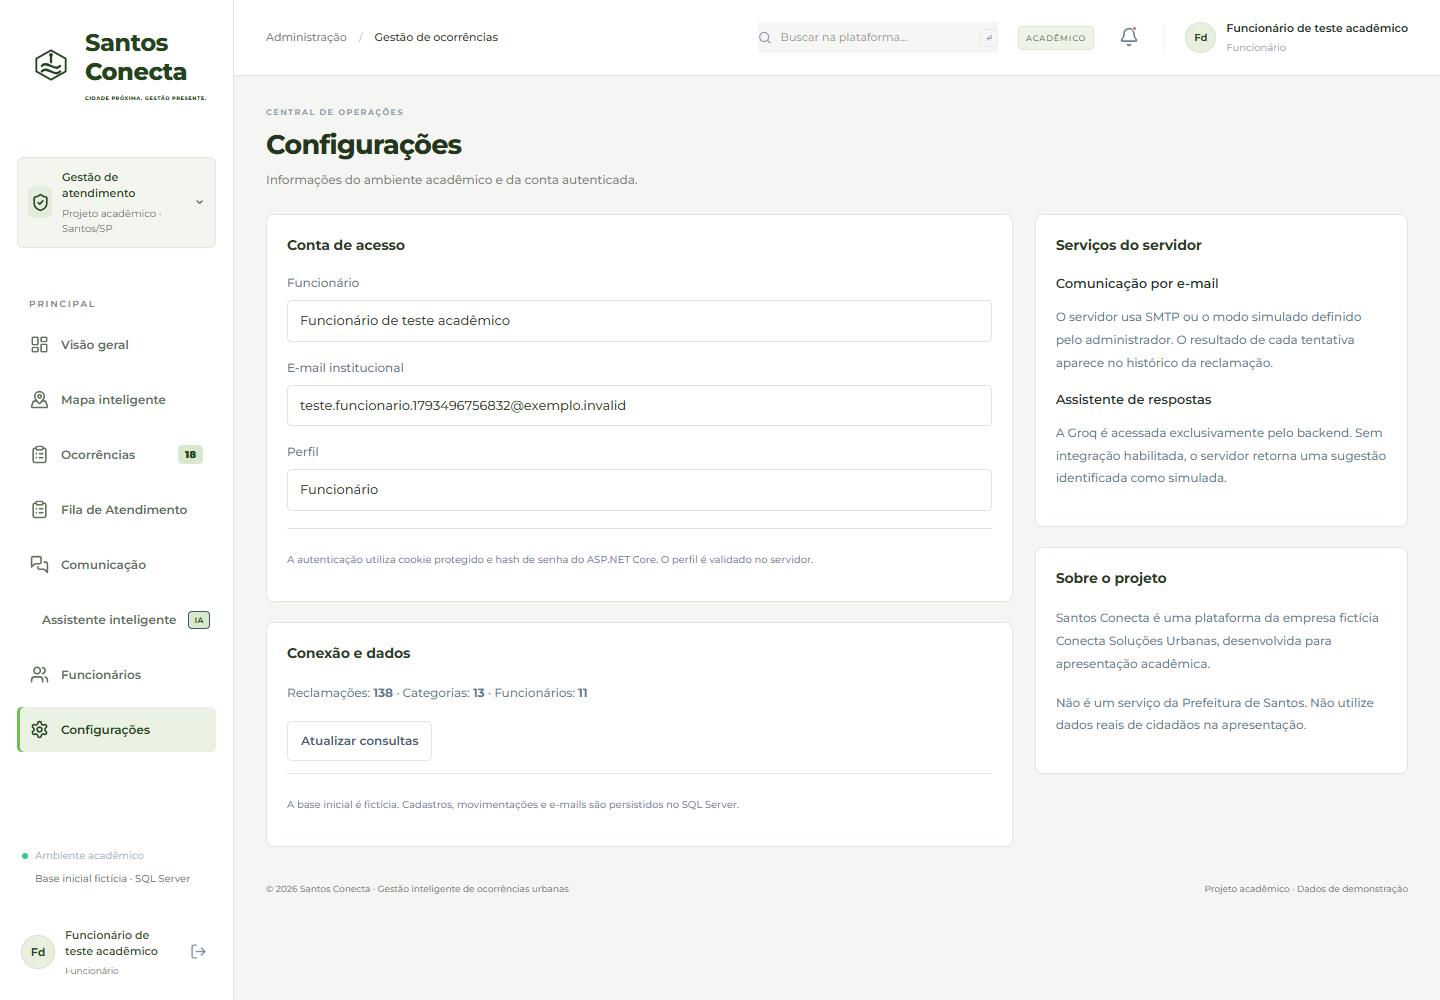 Santos
Conecta
CIDADE PRÓXIMA. GESTÃO PRESENTE.
Gestão de
atendimento
Projeto acadêmico ·
Santos/SP
PRINCIPAL
Visão geral
Mapa inteligente
Ocorrências 18
Fila de Atendimento
Comunicação
Assistente inteligente IA
Funcionários
Configurações
Ambiente acadêmico
Base inicial fictícia · SQL Server
Fd
Funcionário de
teste acadêmico
Funcionário
Administração / Gestão de ocorrências
Buscar na plataforma...
ACADÊMICO
Fd
Funcionário de teste acadêmico
Funcionário
CENTRAL DE OPERAÇÕES
Configurações
Informações do ambiente acadêmico e da conta autenticada.
Conta de acesso
Funcionário
Funcionário de teste acadêmico
E-mail institucional
teste.funcionario.1793496756832@exemplo.invalid
Perfil
Funcionário
A autenticação utiliza cookie protegido e hash de senha do ASP.NET Core. O perfil é validado no servidor.
Conexão e dados
Reclamações: 138 · Categorias: 13 · Funcionários: 11
Atualizar consultas
A base inicial é fictícia. Cadastros, movimentações e e-mails são persistidos no SQL Server.
Serviços do servidor
Comunicação por e-mail
O servidor usa SMTP ou o modo simulado definido
pelo administrador. O resultado de cada tentativa
aparece no histórico da reclamação.
Assistente de respostas
A Groq é acessada exclusivamente pelo backend. Sem
integração habilitada, o servidor retorna uma sugestão
identificada como simulada.
Sobre o projeto
Santos Conecta é uma plataforma da empresa fictícia
Conecta Soluções Urbanas, desenvolvida para
apresentação acadêmica.
Não é um serviço da Prefeitura de Santos. Não utilize
dados reais de cidadãos na apresentação.
© 2026 Santos Conecta · Gestão inteligente de ocorrências urbanas
Projeto acadêmico · Dados de demonstração